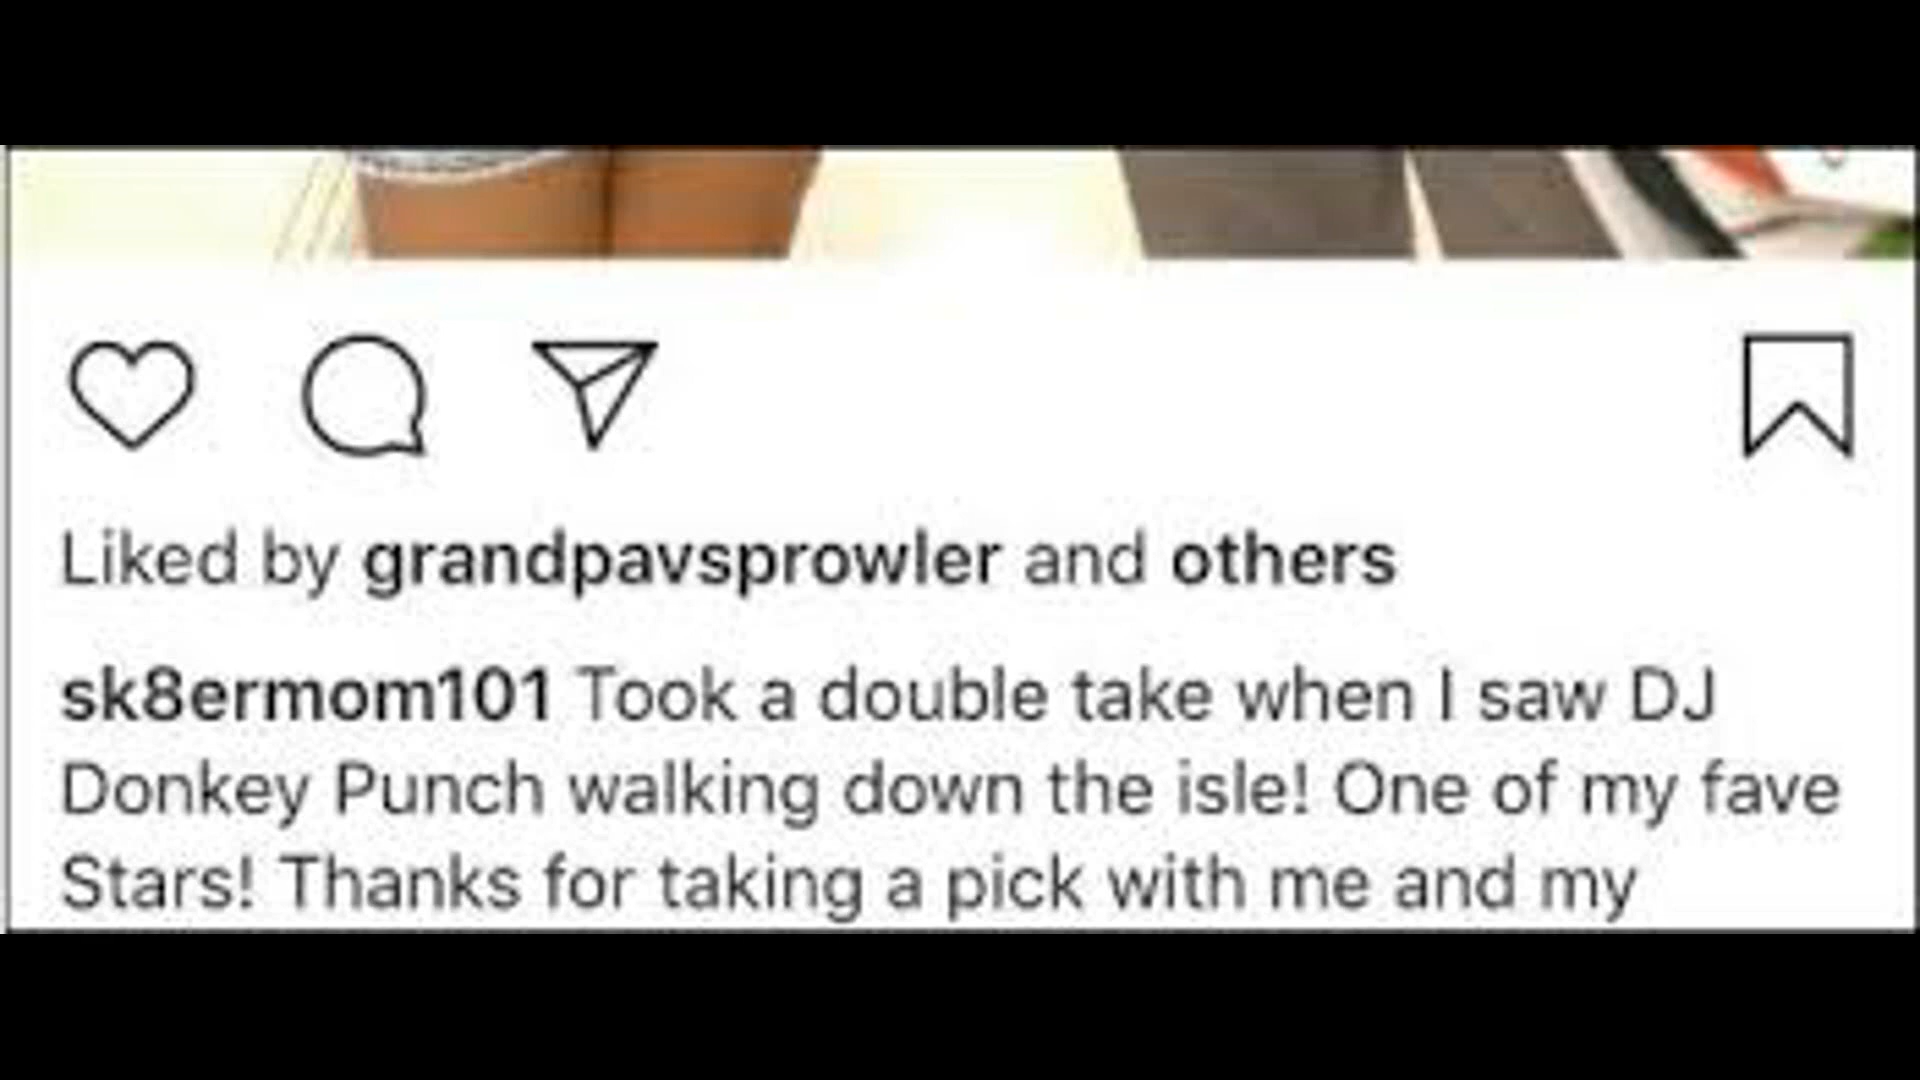 Liked by grandpavsprowler and others
sk8ermom101 Took a double take when I saw DJ
Donkey Punch walking down the isle! One of my fave
Stars! Thanks for taking a pick with me and my